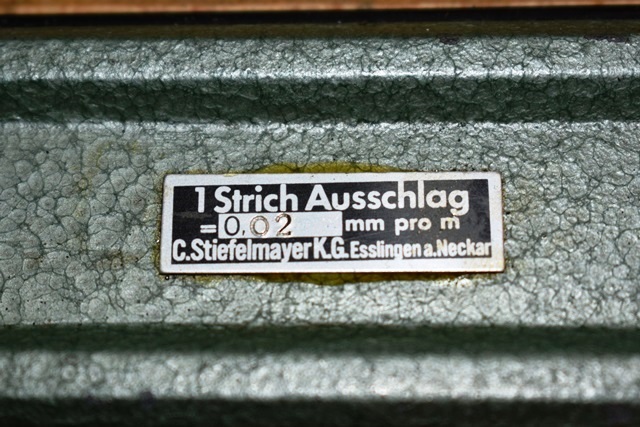 1 Strich Ausschlag
= 0,02 mm pro m
C. Stiefelmayer K.G. Esslingen a. Neckar